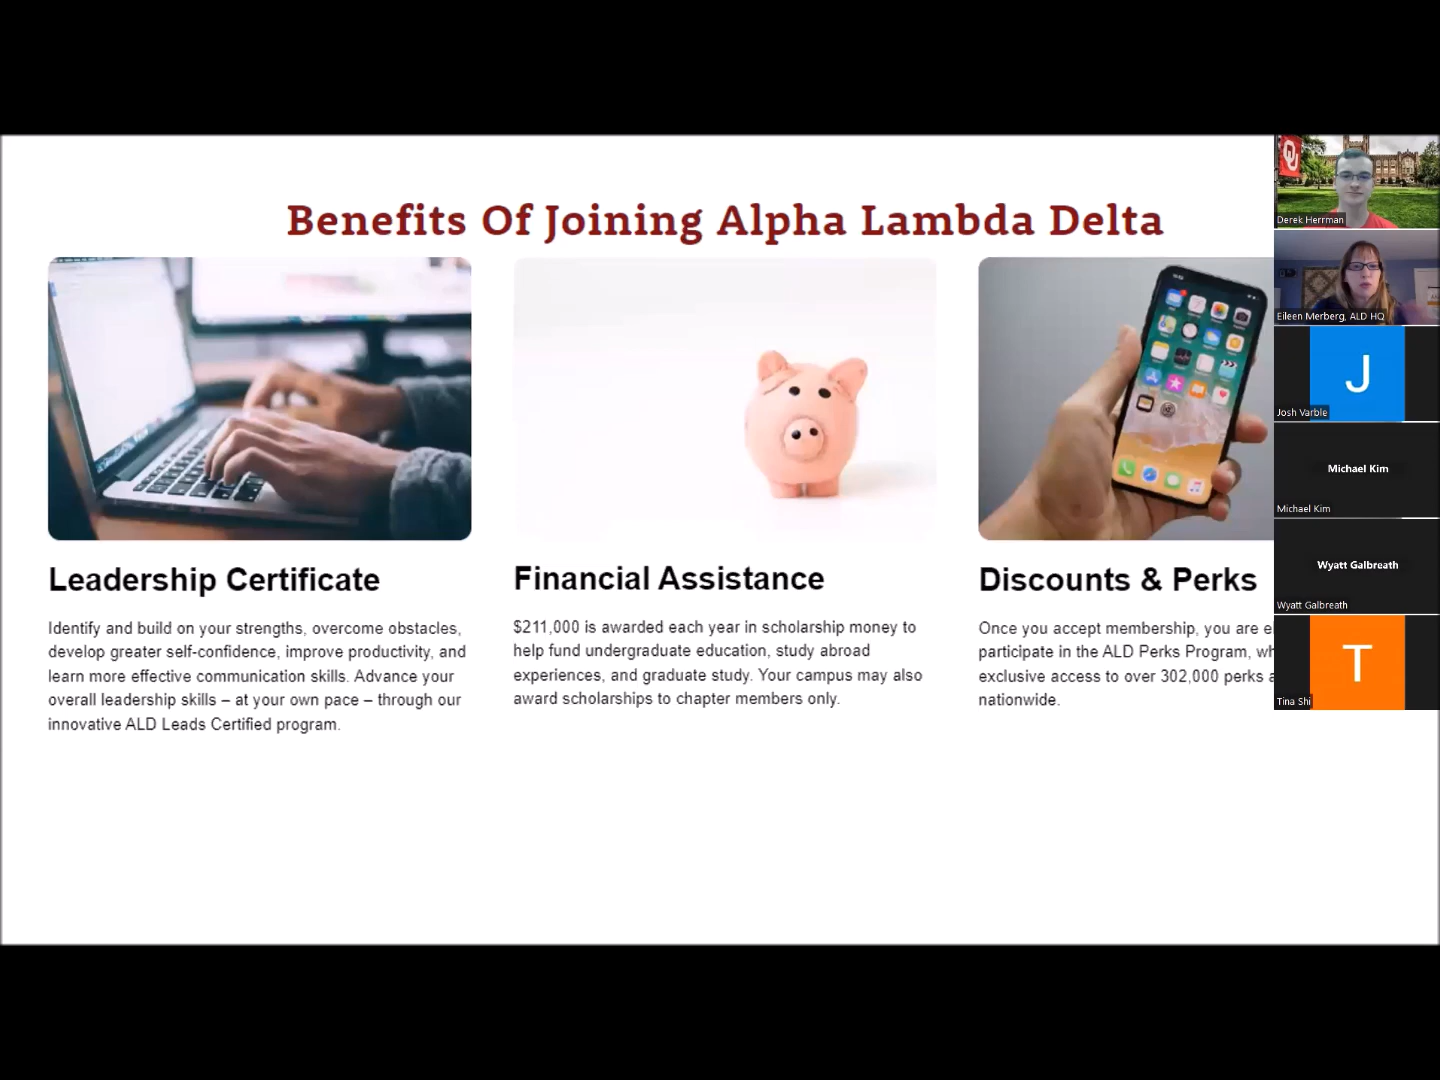 Benefits Of Joining Alpha Lambda Delta
Leadership Certificate
Identify and build on your strengths, overcome obstacles,
develop greater self-confidence, improve productivity, and
learn more effective communication skills. Advance your
overall leadership skills – at your own pace – through our
innovative ALD Leads Certified program.
Financial Assistance
$211,000 is awarded each year in scholarship money to
help fund undergraduate education, study abroad
experiences, and graduate study. Your campus may also
award scholarships to chapter members only.
Discounts & Perks
Once you accept membership, you are
participate in the ALD Perks Program,
exclusive access to over 302,000 perks
nationwide.
OU
Derek Herrman
Eileen Merberg, ALD HQ
J
Josh Varble
Michael Kim
Michael Kim
Wyatt Galbreath
Wyatt Galbreath
T
Tina Shi